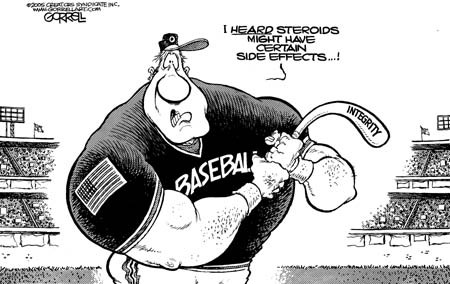 ©2005 CREATORS SYNDICATE INC.
WWW.GORRELLART.COM
GORRELL
I HEARD STEROIDS
MIGHT HAVE
CERTAIN
SIDE EFFECTS...!
INTEGRITY
BASEBALL